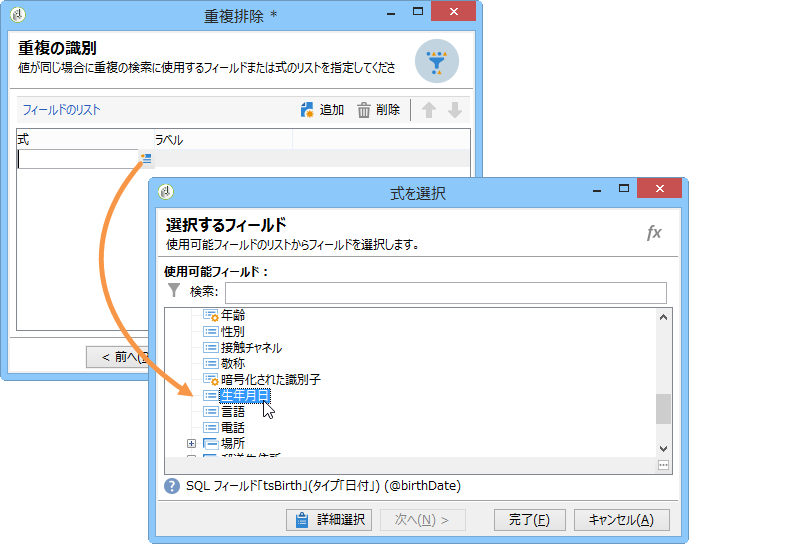 重複排除 *
重複の識別
値が同じ場合に重複の検索に使用するフィールドまたは式のリストを指定してくださ
フィールドのリスト
追加
削除
式
ラベル
< 前へ(
式を選択
選択するフィールド
使用可能フィールドのリストからフィールドを選択します。
fx
使用可能フィールド：
検索:
年齢
性別
接触チャネル
敬称
暗号化された識別子
生年月日
言語
電話
場所
SQL フィールド「tsBirth」(タイプ「日付」) (@birthDate)
詳細選択
次へ(N) >
完了(F)
キャンセル(A)